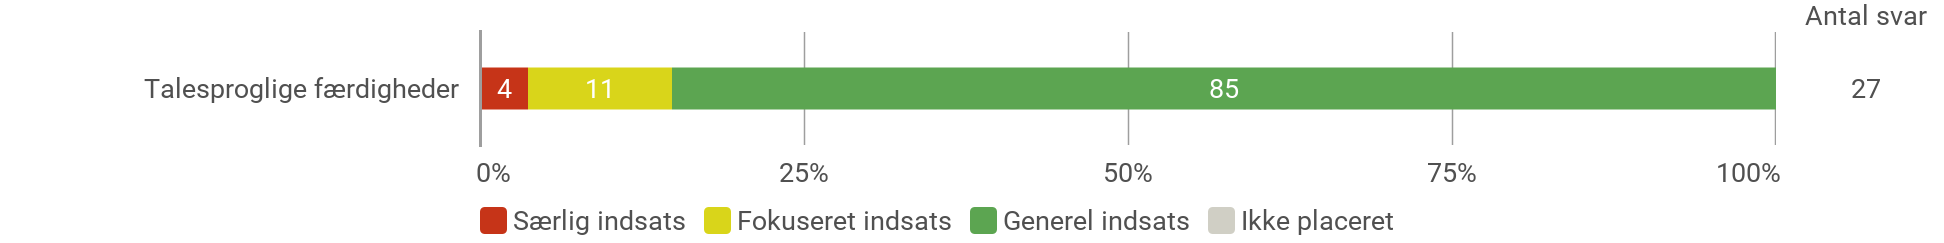 Antal svar
Talesproglige færdigheder 4 11 85 27
0% 25% 50% 75% 100%
Særlig indsats Fokuseret indsats Generel indsats Ikke placeret